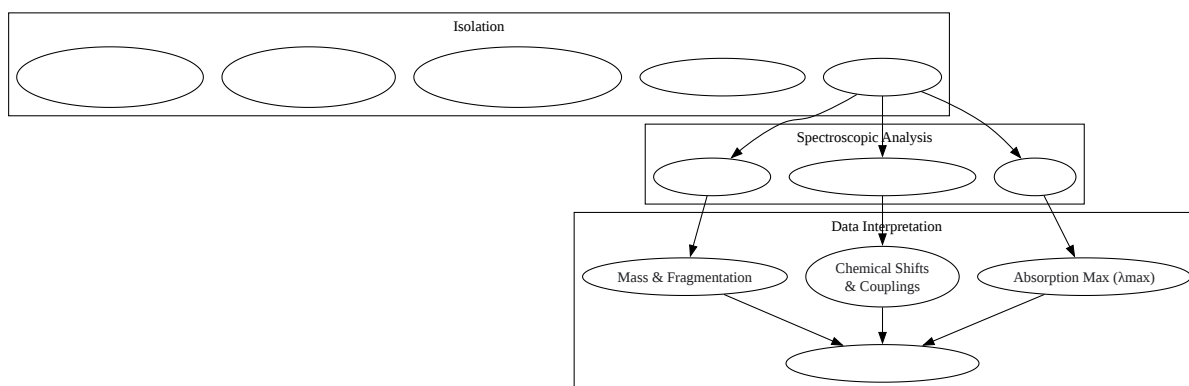 Isolation
Spectroscopic Analysis
Data Interpretation
Mass & Fragmentation
Chemical Shifts
& Couplings
Absorption Max (λmax)